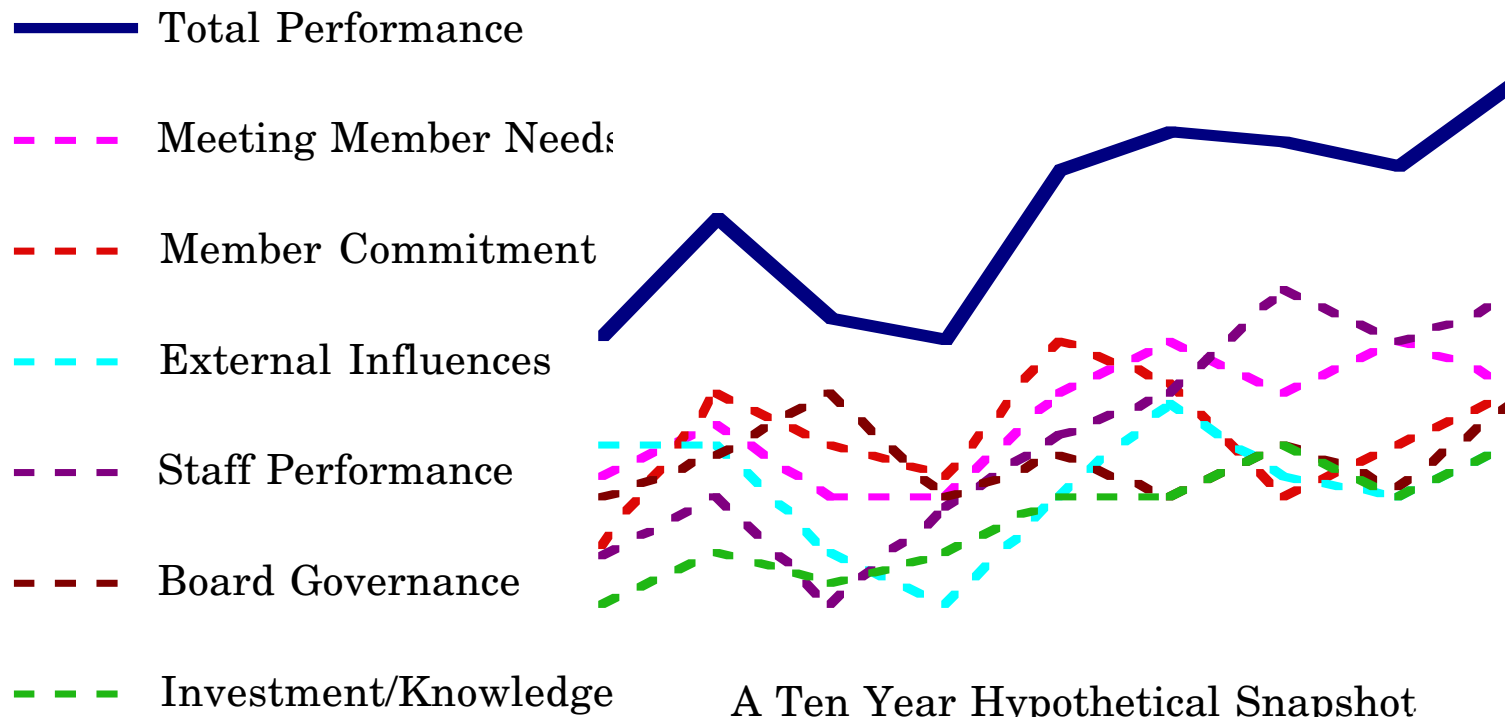 Total Performance
Meeting Member Needs
Member Commitment
External Influences
Staff Performance
Board Governance
Investment/Knowledge
A Ten Year Hypothetical Snapshot